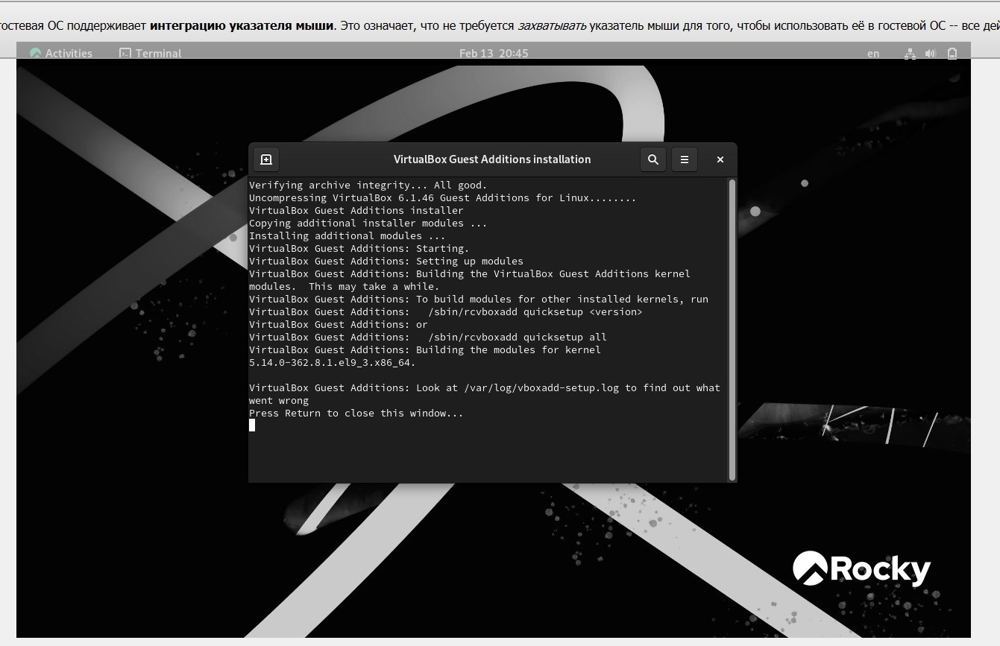 гостевая ОС поддерживает интеграцию указателя мыши. Это означает, что не требуется захватывать указатель мыши для того, чтобы использовать её в гостевой ОС -- все дей
Activities Terminal Feb 13 20:45 en
VirtualBox Guest Additions installation
Verifying archive integrity... All good.
Uncompressing VirtualBox 6.1.46 Guest Additions for Linux........
VirtualBox Guest Additions installer
Copying additional installer modules ...
Installing additional modules ...
VirtualBox Guest Additions: Starting.
VirtualBox Guest Additions: Setting up modules
VirtualBox Guest Additions: Building the VirtualBox Guest Additions kernel
modules.  This may take a while.
VirtualBox Guest Additions: To build modules for other installed kernels, run
VirtualBox Guest Additions:   /sbin/rcvboxadd quicksetup <version>
VirtualBox Guest Additions: or
VirtualBox Guest Additions:   /sbin/rcvboxadd quicksetup all
VirtualBox Guest Additions: Building the modules for kernel
5.14.0-362.8.1.el9_3.x86_64.
VirtualBox Guest Additions: Look at /var/log/vboxadd-setup.log to find out what
went wrong
Press Return to close this window...
Rocky